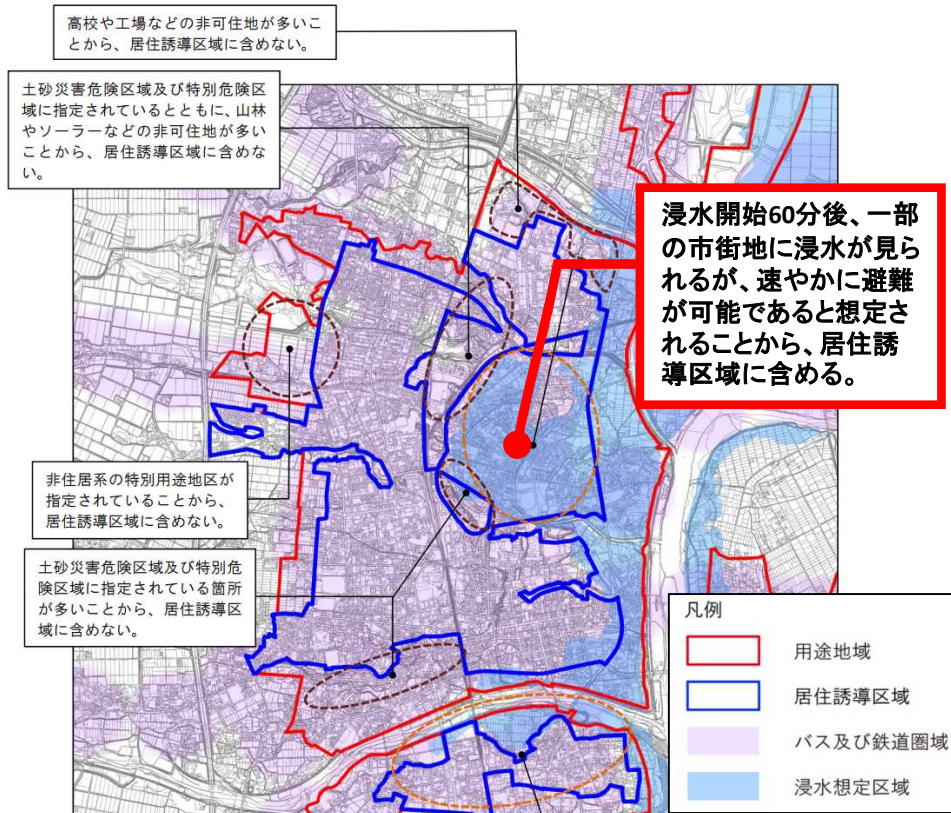 高校や工場などの非可住地が多いこ
とから、居住誘導区域に含めない。
土砂災害危険区域及び特別危険区
域に指定されているとともに、山林
やソーラーなどの非可住地が多い
ことから、居住誘導区域に含めな
い。
浸水開始60分後、一部
の市街地に浸水が見ら
れるが、速やかに避難
が可能であると想定さ
れることから、居住誘
導区域に含める。
非住居系の特別用途地区が
指定されていることから、
居住誘導区域に含めない。
土砂災害危険区域及び特別危
険区域に指定されている箇所
が多いことから、居住誘導区
域に含めない。
凡例
用途地域
居住誘導区域
バス及び鉄道圏域
浸水想定区域